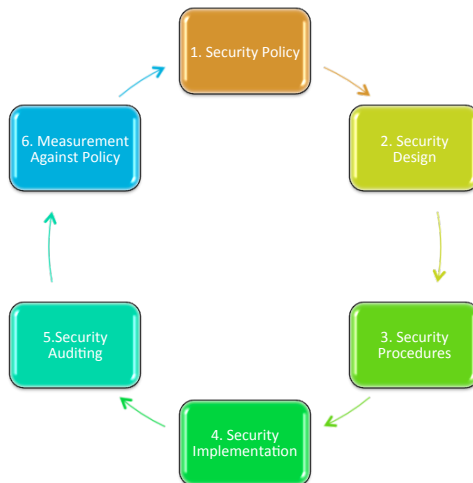 1. Security Policy
2. Security
Design
3. Security
Procedures
4. Security
Implementation
5.Security
Auditing
6. Measurement
Against Policy